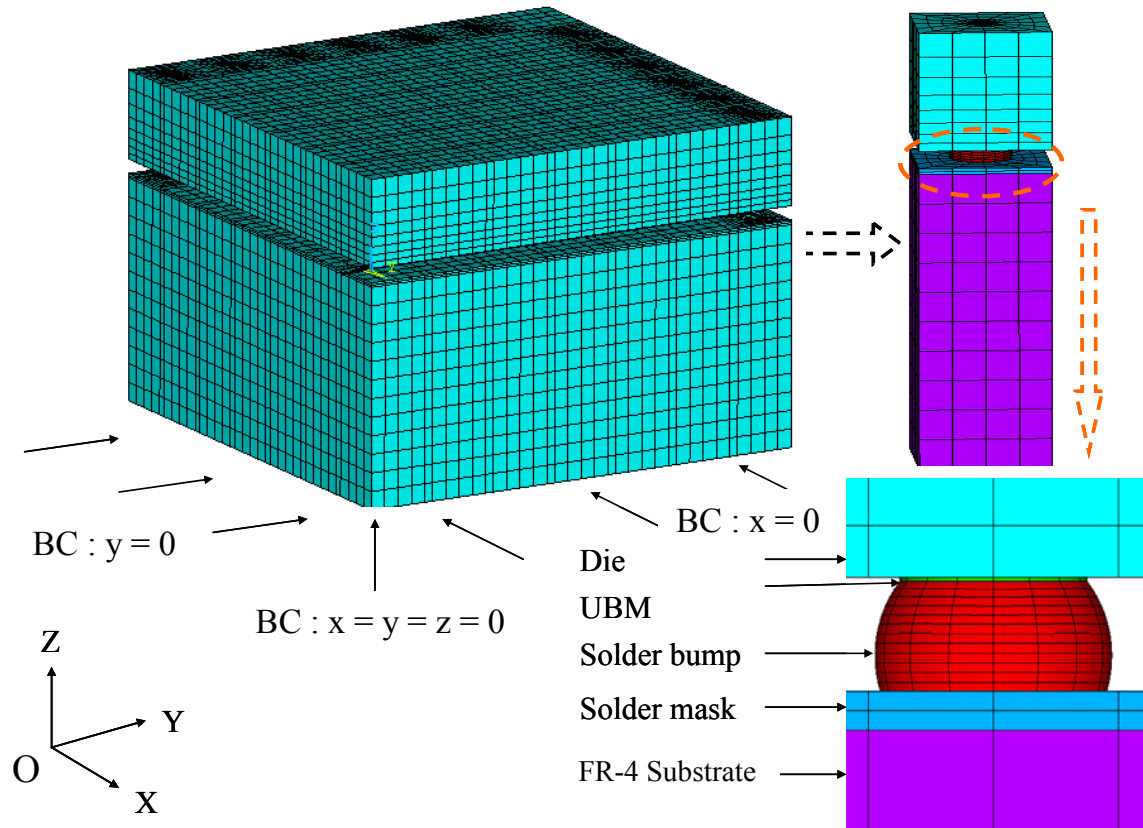 Y
BC : y = 0
BC : x = 0
BC : x = y = z = 0
Die
UBM
Solder bump
Solder mask
FR-4 Substrate
Z
Y
O
X